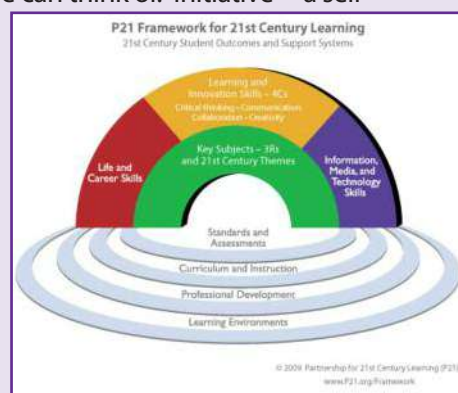 can think of. Initiative – a self-
P21 Framework for 21st Century Learning
21st Century Student Outcomes and Support Systems
Learning and
Innovation Skills – 4Cs
Critical thinking • Communication
Collaboration • Creativity
Key Subjects – 3Rs
and 21st Century Themes
Life and
Career Skills
Information,
Media, and
Technology
Skills
Standards and
Assessments
Curriculum and Instruction
Professional Development
Learning Environments
© 2009 Partnership for 21st Century Learning (P21)
www.P21.org/Framework